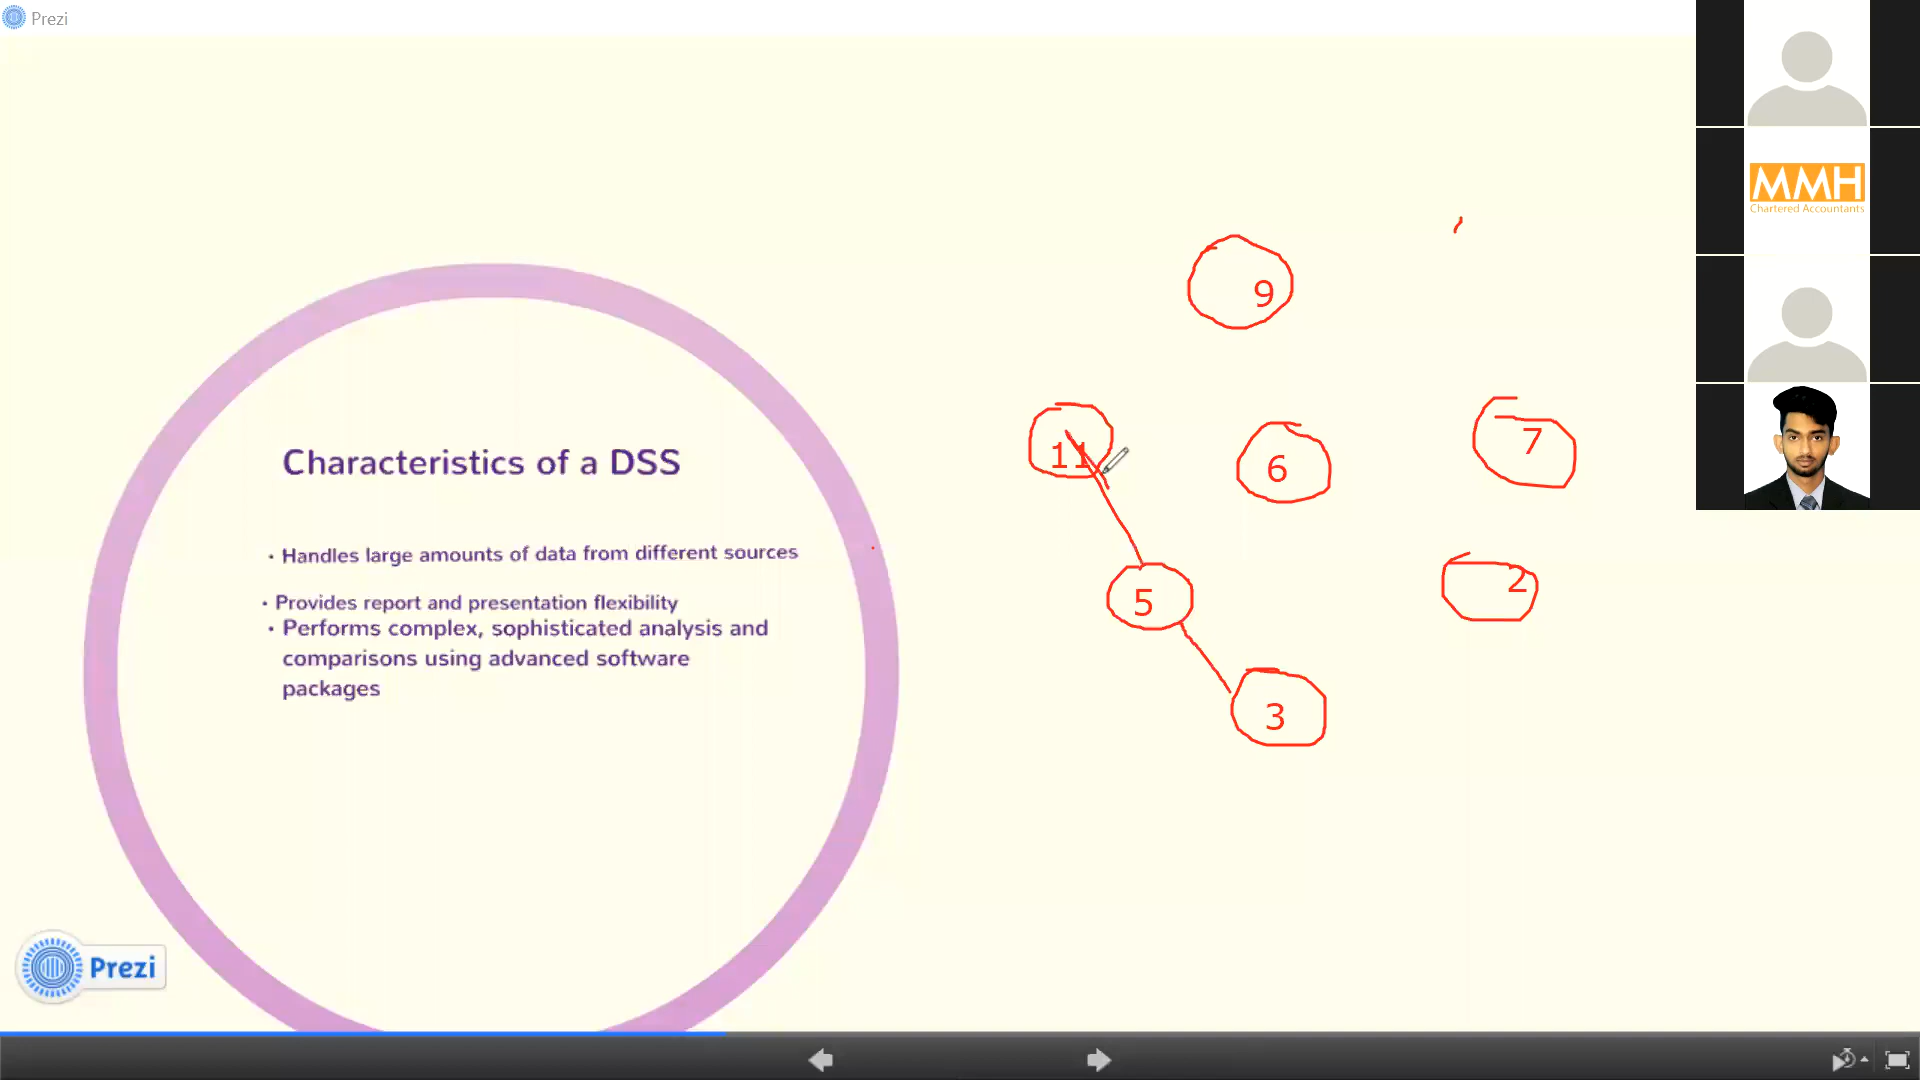 Prezi
Characteristics of a DSS
• Handles large amounts of data from different sources
• Provides report and presentation flexibility
• Performs complex, sophisticated analysis and
comparisons using advanced software
packages
9
11
6
7
5
2
3
MMH
Chartered Accountants
Prezi